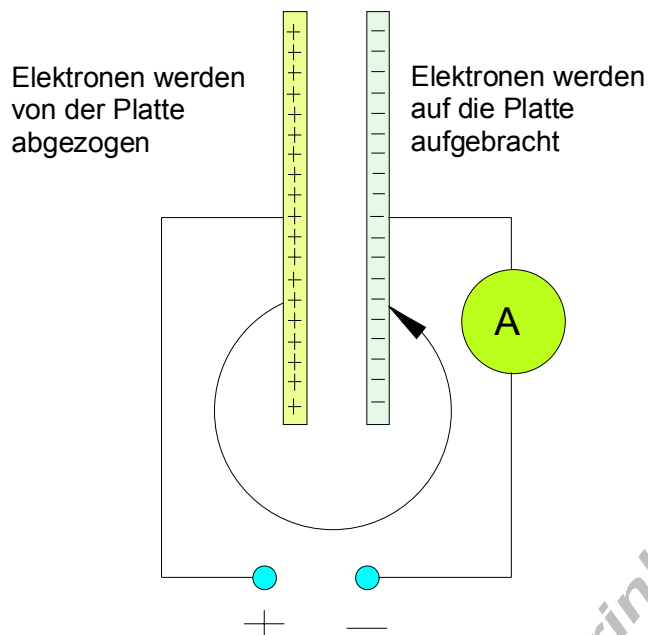 Elektronen werden
von der Platte
abgezogen
Elektronen werden
auf die Platte
aufgebracht
A
+ −